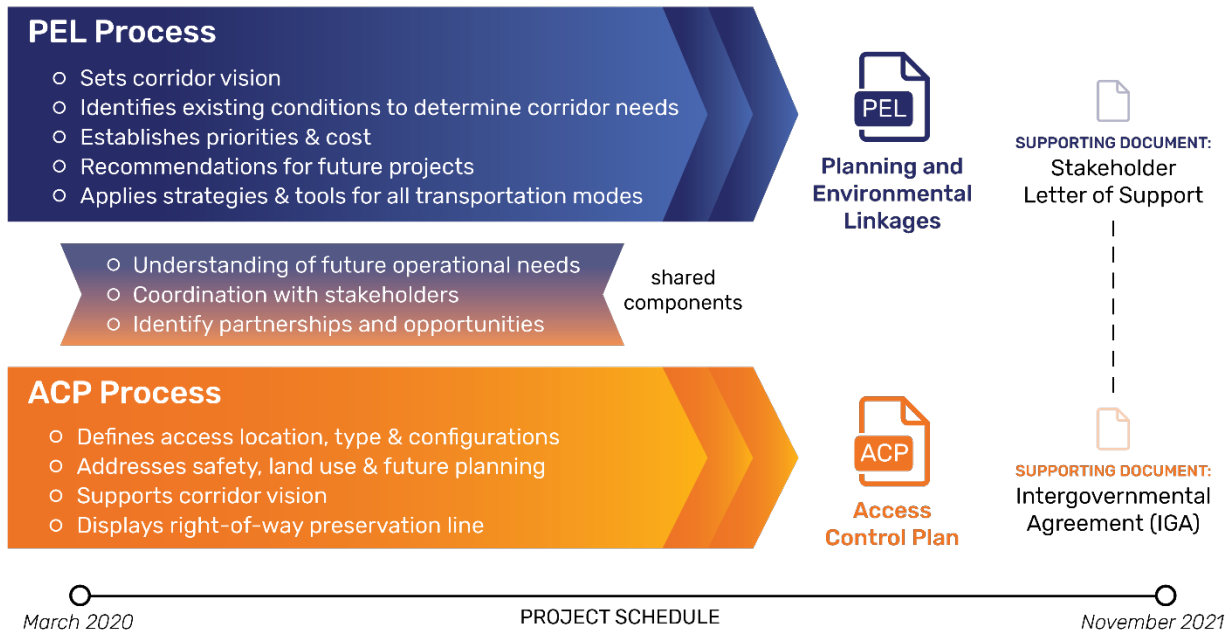 PEL Process
Sets corridor vision
Identifies existing conditions to determine corridor needs
Establishes priorities & cost
Recommendations for future projects
Applies strategies & tools for all transportation modes
PEL
Planning and
Environmental
Linkages
SUPPORTING DOCUMENT:
Stakeholder
Letter of Support
Understanding of future operational needs
Coordination with stakeholders
Identify partnerships and opportunities
shared
components
ACP Process
Defines access location, type & configurations
Addresses safety, land use & future planning
Supports corridor vision
Displays right-of-way preservation line
ACP
Access
Control Plan
SUPPORTING DOCUMENT:
Intergovernmental
Agreement (IGA)
March 2020
PROJECT SCHEDULE
November 2021